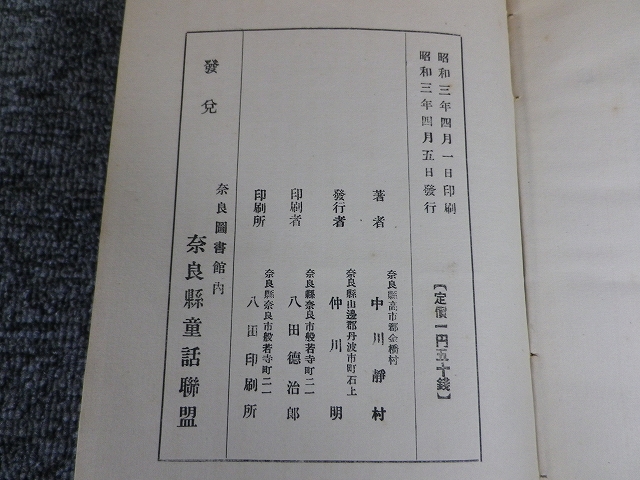 昭和三年四月一日印刷
昭和三年四月五日發行
【定價一円五十錢】
奈良縣高市郡金橋村
著者 中川靜村
奈良縣山邊郡丹波市町石上
發行者 仲川明
奈良縣奈良市般若寺町二一
印刷者 八田德治郎
奈良縣奈良市般若寺町二一
印刷所 八田印刷所
發兌
奈良圖書館内
奈良縣童話聯盟